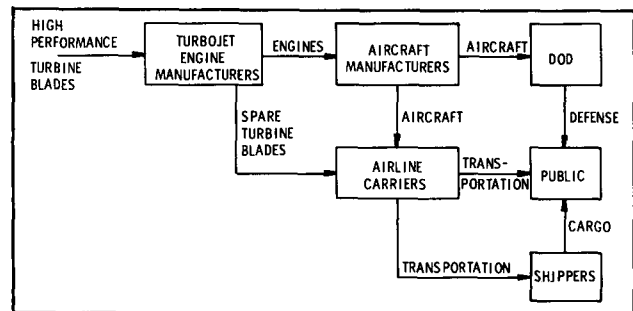 HIGH
PERFORMANCE
TURBINE
BLADES
TURBOJET
ENGINE
MANUFACTURERS
ENGINES
AIRCRAFT
MANUFACTURERS
AIRCRAFT
DOD
SPARE
TURBINE
BLADES
AIRCRAFT
DEFENSE
AIRLINE
CARRIERS
TRANS-
PORTATION
PUBLIC
CARGO
TRANSPORTATION
SHIPPERS